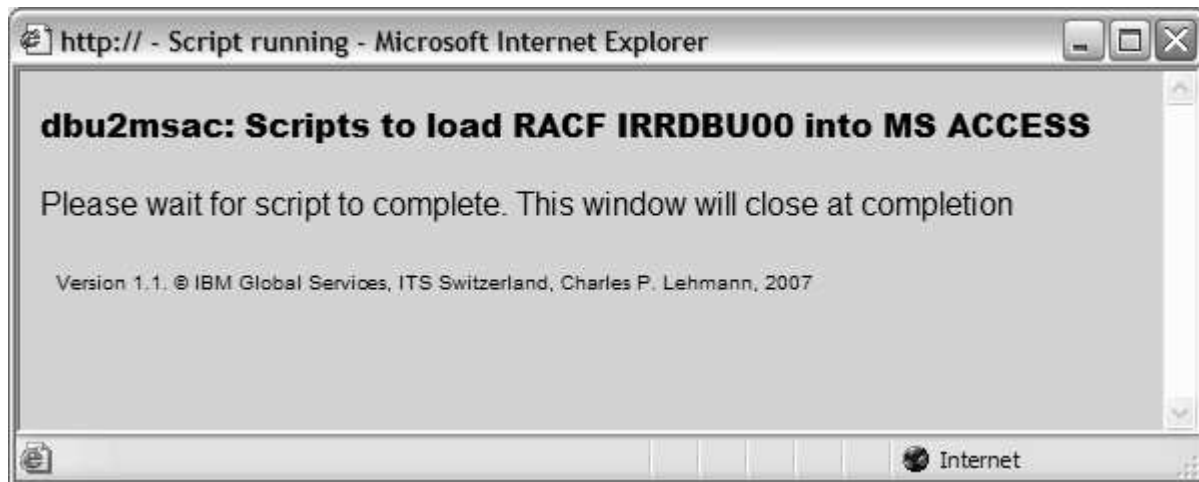 http:// - Script running - Microsoft Internet Explorer
dbu2msac: Scripts to load RACF IRRDBU00 into MS ACCESS
Please wait for script to complete. This window will close at completion
Version 1.1. © IBM Global Services, ITS Switzerland, Charles P. Lehmann, 2007
Internet